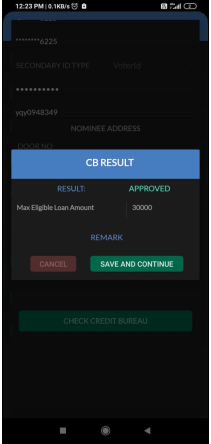 12:23 PM | 0.1KB/s
********6225
SECONDARY ID TYPE VoterId
**********
yqy0948349
NOMINEE ADDRESS
DOOR NO
CB RESULT
RESULT: APPROVED
Max Eligible Loan Amount 30000
REMARK
CANCEL SAVE AND CONTINUE
CHECK CREDIT BUREAU